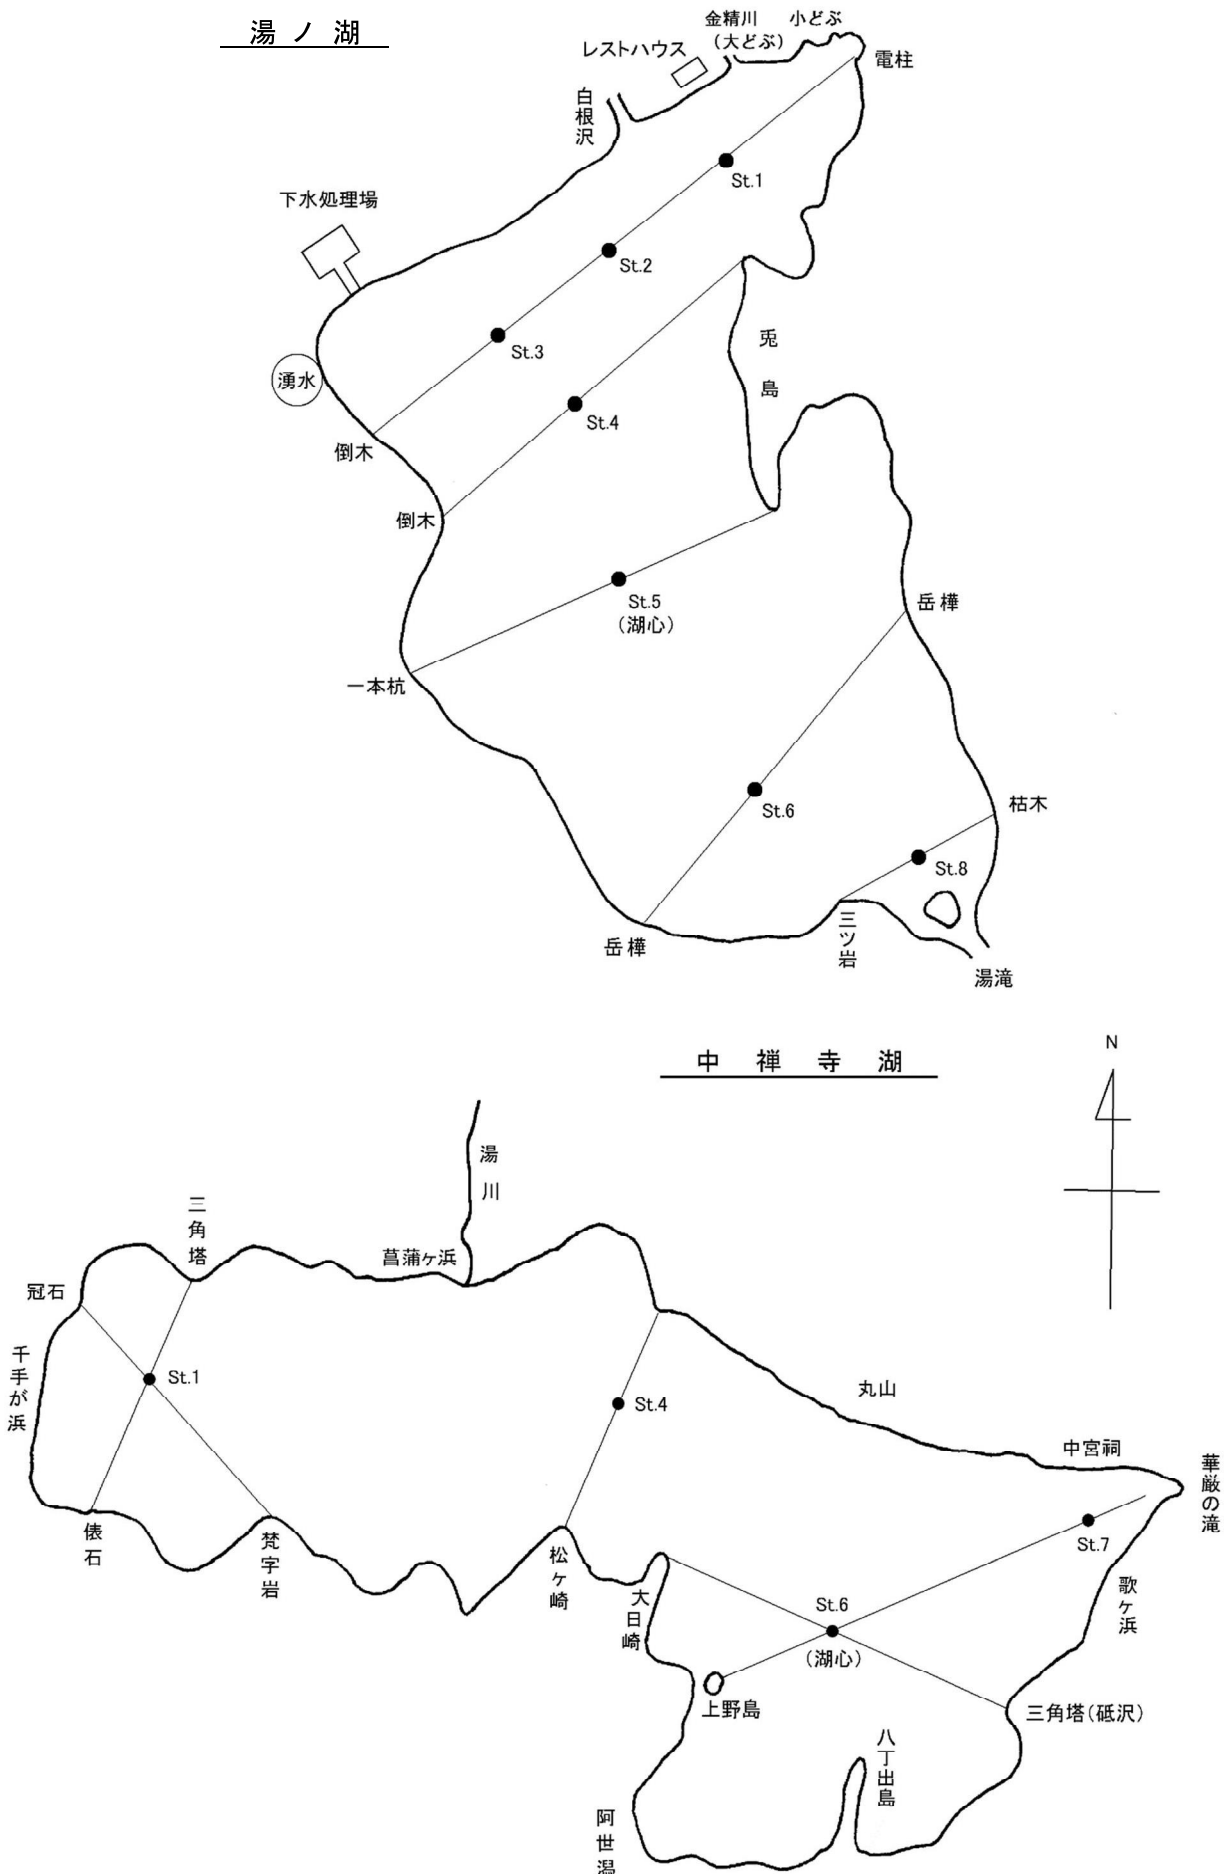 湯ノ湖
金精川
(大どぶ)
小どぶ
レストハウス
電柱
白根沢
St.1
下水処理場
St.2
St.3
兎島
湧水
St.4
倒木
倒木
St.5
(湖心)
岳樺
一本杭
St.6
枯木
St.8
岳樺
三ツ岩
湯滝
中禅寺湖
N
湯川
三角塔
菖蒲ヶ浜
冠石
千手が浜
St.1
St.4
丸山
中宮祠
華厳の滝
俵石
梵字岩
松ヶ崎
大日崎
St.7
歌ヶ浜
St.6
(湖心)
上野島
三角塔(砥沢)
八丁出島
阿世潟